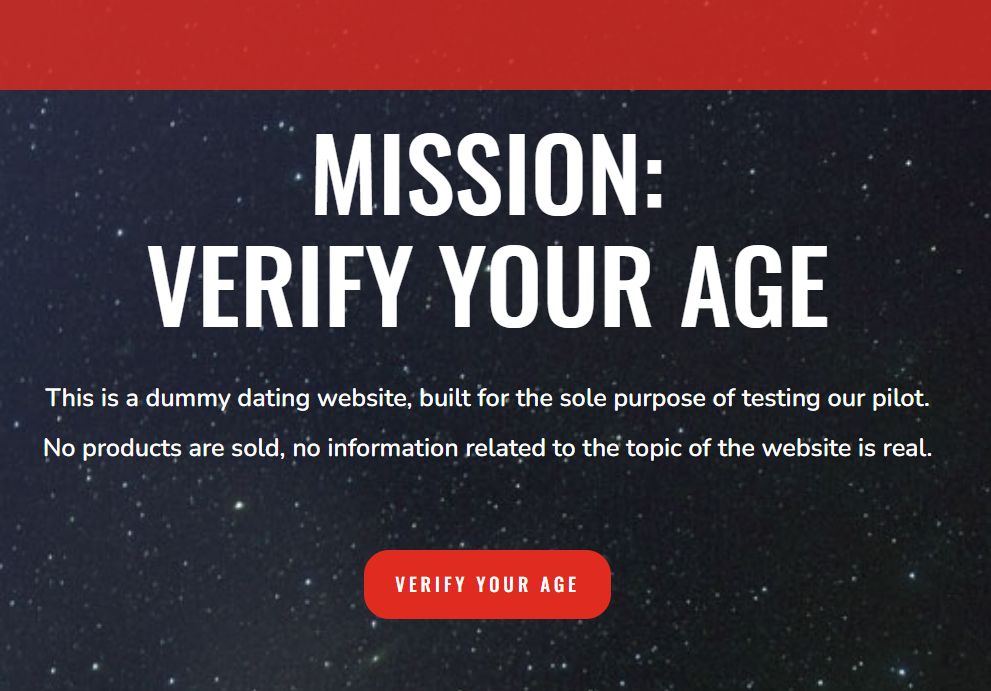 MISSION:
VERIFY YOUR AGE
This is a dummy dating website, built for the sole purpose of testing our pilot.
No products are sold, no information related to the topic of the website is real.
VERIFY YOUR AGE